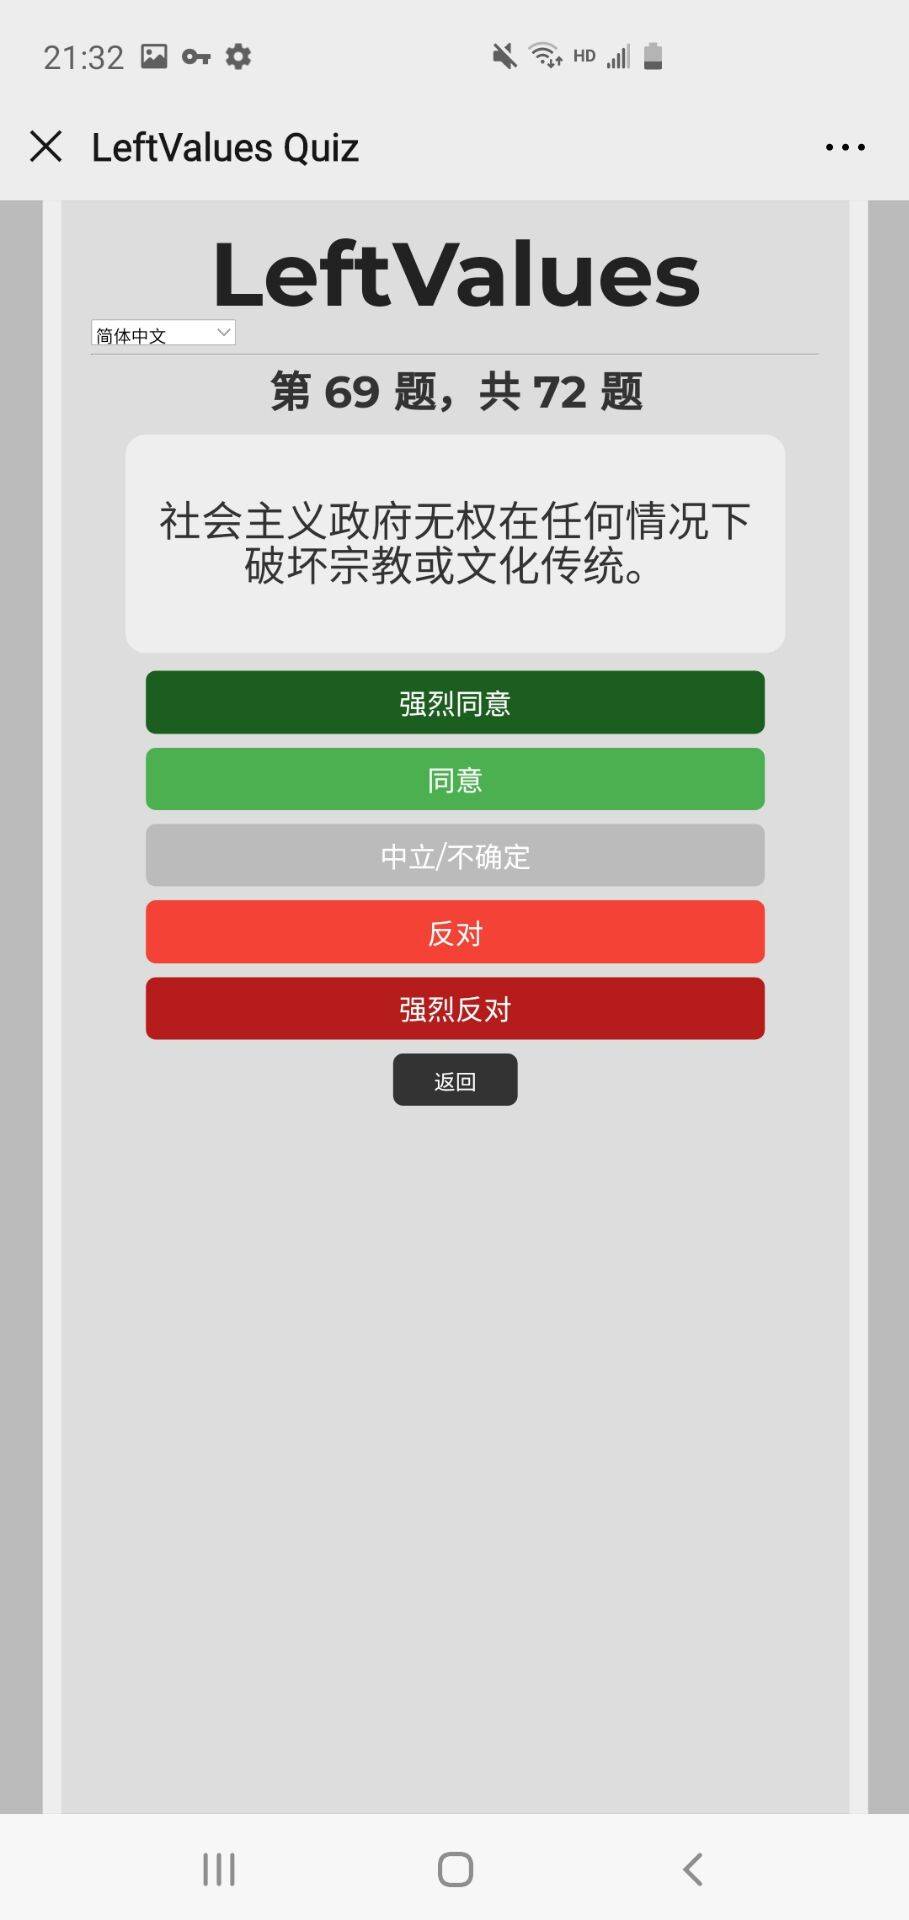 21:32
HD
LeftValues Quiz
LeftValues
简体中文
第 69 题，共 72 题
社会主义政府无权在任何情况下
破坏宗教或文化传统。
强烈同意
同意
中立/不确定
反对
强烈反对
返回